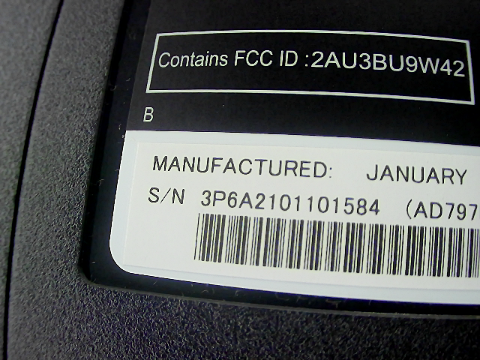 Contains FCC ID :2AU3BU9W42
B
MANUFACTURED: JANUARY
S/N 3P6A2101101584 (AD797